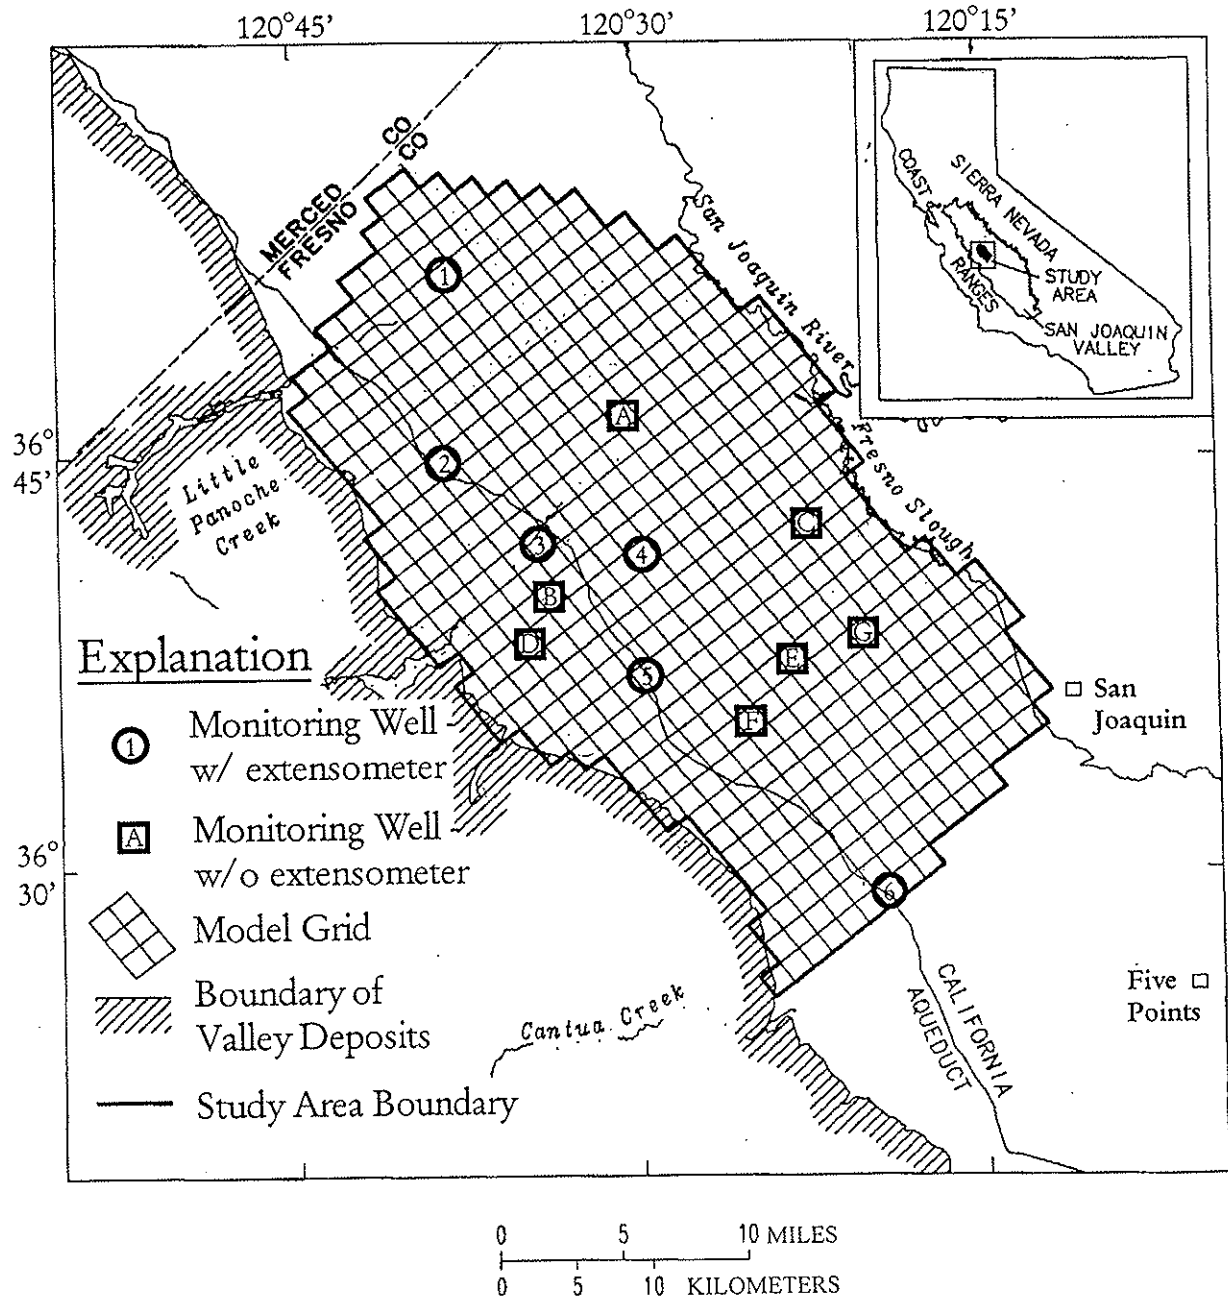 120°45'
120°30'
120°15'
MERCED CO
FRESNO CO
San Joaquin River
Fresno Slough
COAST
RANGES
SIERRA NEVADA
STUDY
AREA
SAN JOAQUIN
VALLEY
36°
45'
Little
Panoche
Creek
1
A
2
C
3
4
B
D
G
E
5
F
6
San
Joaquin
Explanation
1
Monitoring Well -
w/ extensometer
A
Monitoring Well -
w/o extensometer
Model Grid
Boundary of
Valley Deposits
Study Area Boundary
36°
30'
Cantua Creek
CALIFORNIA
AQUEDUCT
Five
Points
0 5 10 MILES
0 5 10 KILOMETERS